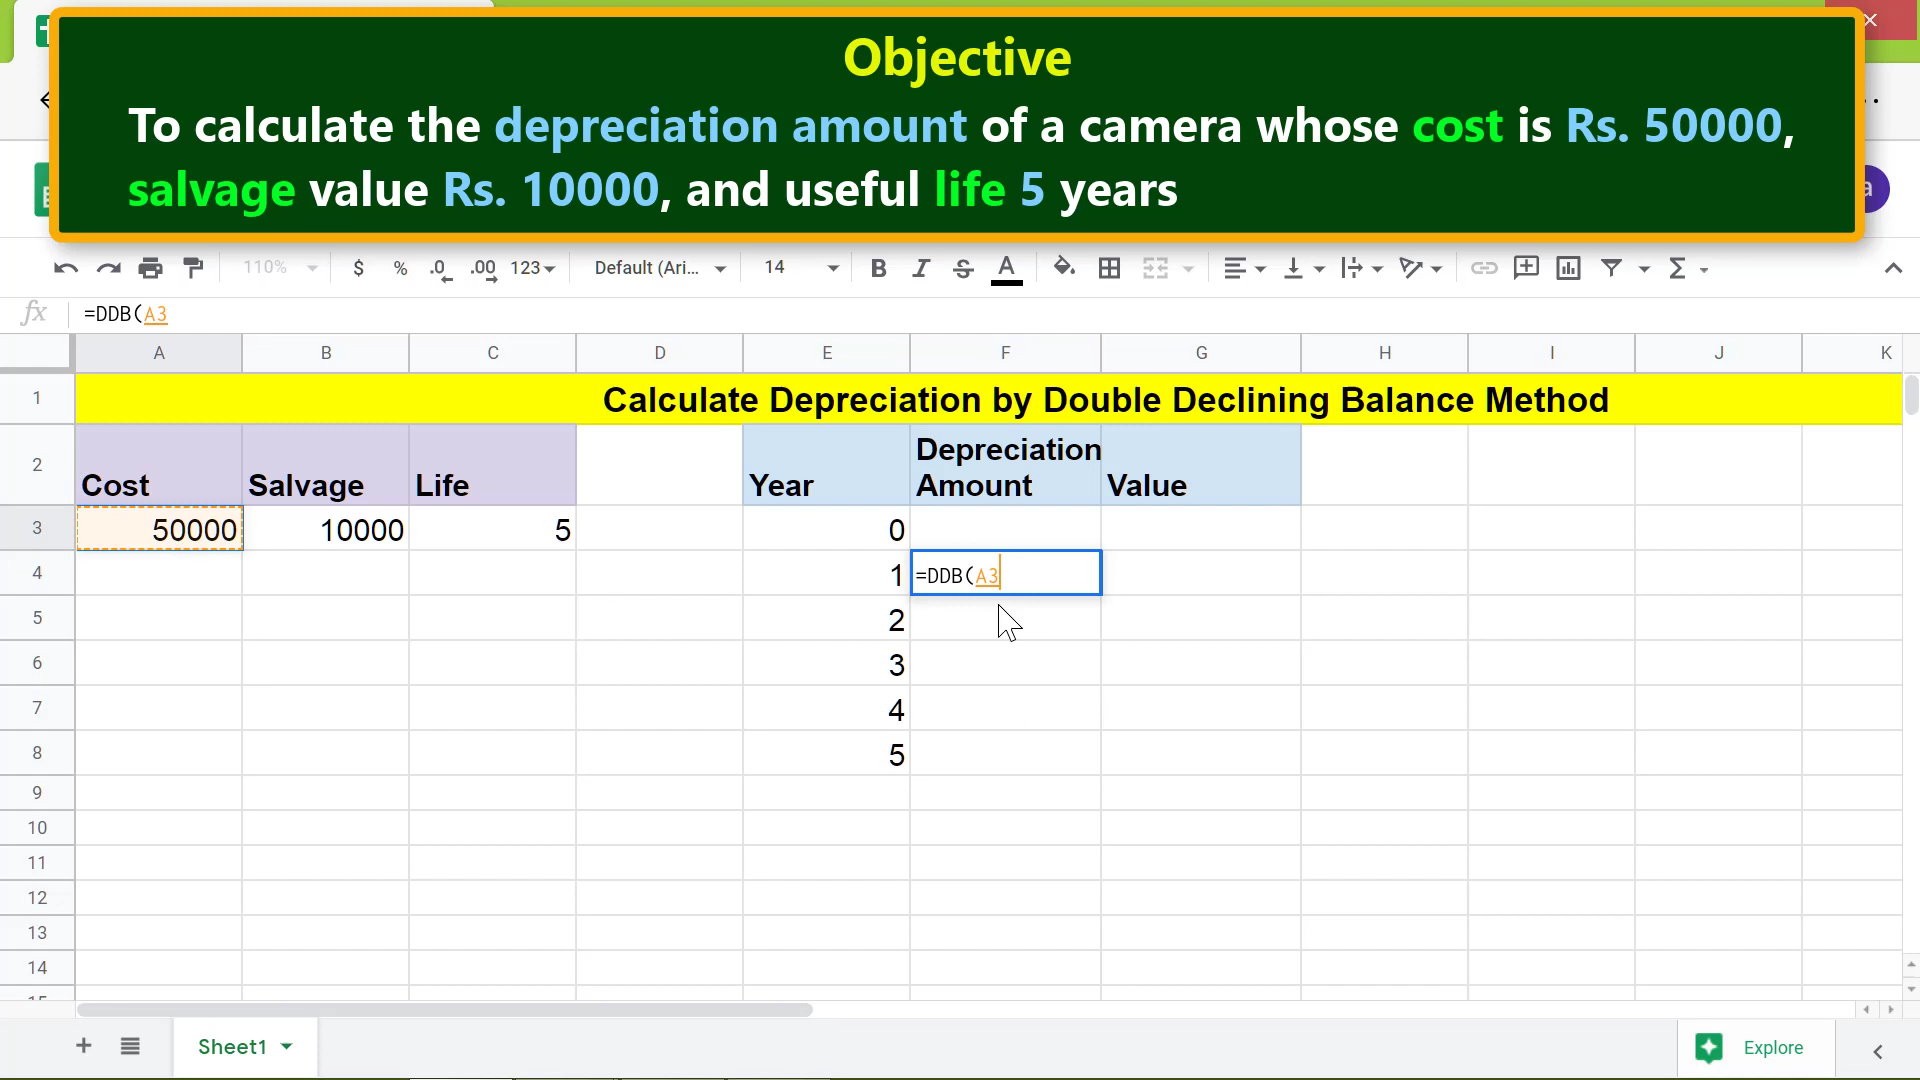 Objective
To calculate the depreciation amount of a camera whose cost is Rs. 50000,
salvage value Rs. 10000, and useful life 5 years
110% $ % .0 .00 123 Default (Ari... 14 B I S A Σ
fx =DDB(A3
A B C D E F G H I J K
1 Calculate Depreciation by Double Declining Balance Method
2 Cost Salvage Life Year Depreciation Amount Value
3 50000 10000 5 0
4 1 =DDB(A3
5 2
6 3
7 4
8 5
9
10
11
12
13
14
15
+ Sheet1 Explore